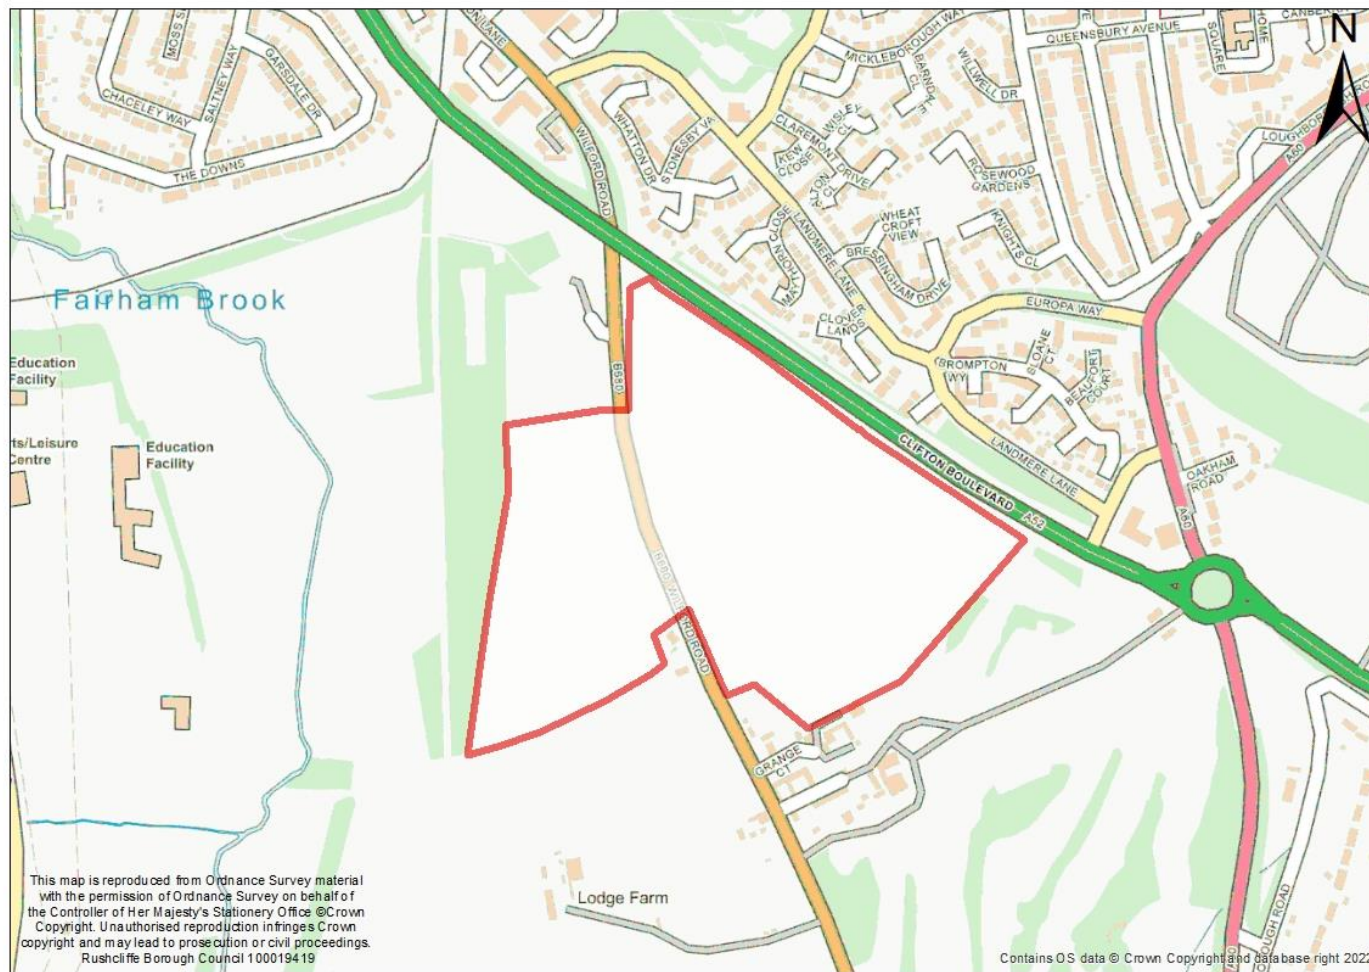 MOSS S
CHACELEY WAY
SALTNEY WAY
GARSDALE DR
THE DOWNS
WILFORD ROAD
WHATTON DR
STONESBY VA
MICKLEBOROUGH WAY
BARNDALE CL
WILLWELL DR
QUEENSBURY AVENUE
SQUARE
HOME
N
A60
WISLEY CL
CLAREMONT DRIVE
KEW CLOSE
ALTON CL
ROSEWOOD GARDENS
KNIGHTS CL
WHEATCROFT VIEW
BRESSINGHAM DRIVE
LANDMERE LANE
MAYTHORN CLOSE
CLOVER LANDS
EUROPA WAY
BROMPTON WY
SLOANE CT
BEAUFORT COURT
LANDMERE LANE
OAKHAM ROAD
A60
CLIFTON BOULEVARD
A52
Fairham Brook
Education
Facility
ts/Leisure
Centre
Education
Facility
B680
B680 WILFORD ROAD
GRANGE CT
Lodge Farm
This map is reproduced from Ordnance Survey material
with the permission of Ordnance Survey on behalf of
the Controller of Her Majesty's Stationery Office ©Crown
Copyright. Unauthorised reproduction infringes Crown
copyright and may lead to prosecution or civil proceedings.
Rushcliffe Borough Council 100019419
Contains OS data © Crown Copyright and database right 2022